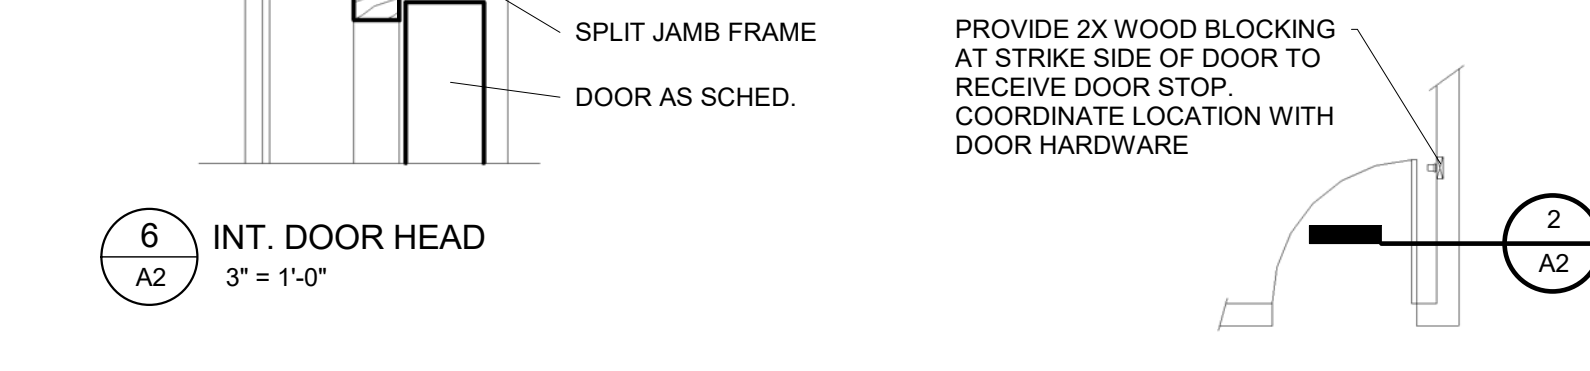 SPLIT JAMB FRAME
DOOR AS SCHED.
6
A2
INT. DOOR HEAD
3" = 1'-0"
PROVIDE 2X WOOD BLOCKING
AT STRIKE SIDE OF DOOR TO
RECEIVE DOOR STOP.
COORDINATE LOCATION WITH
DOOR HARDWARE
2
A2